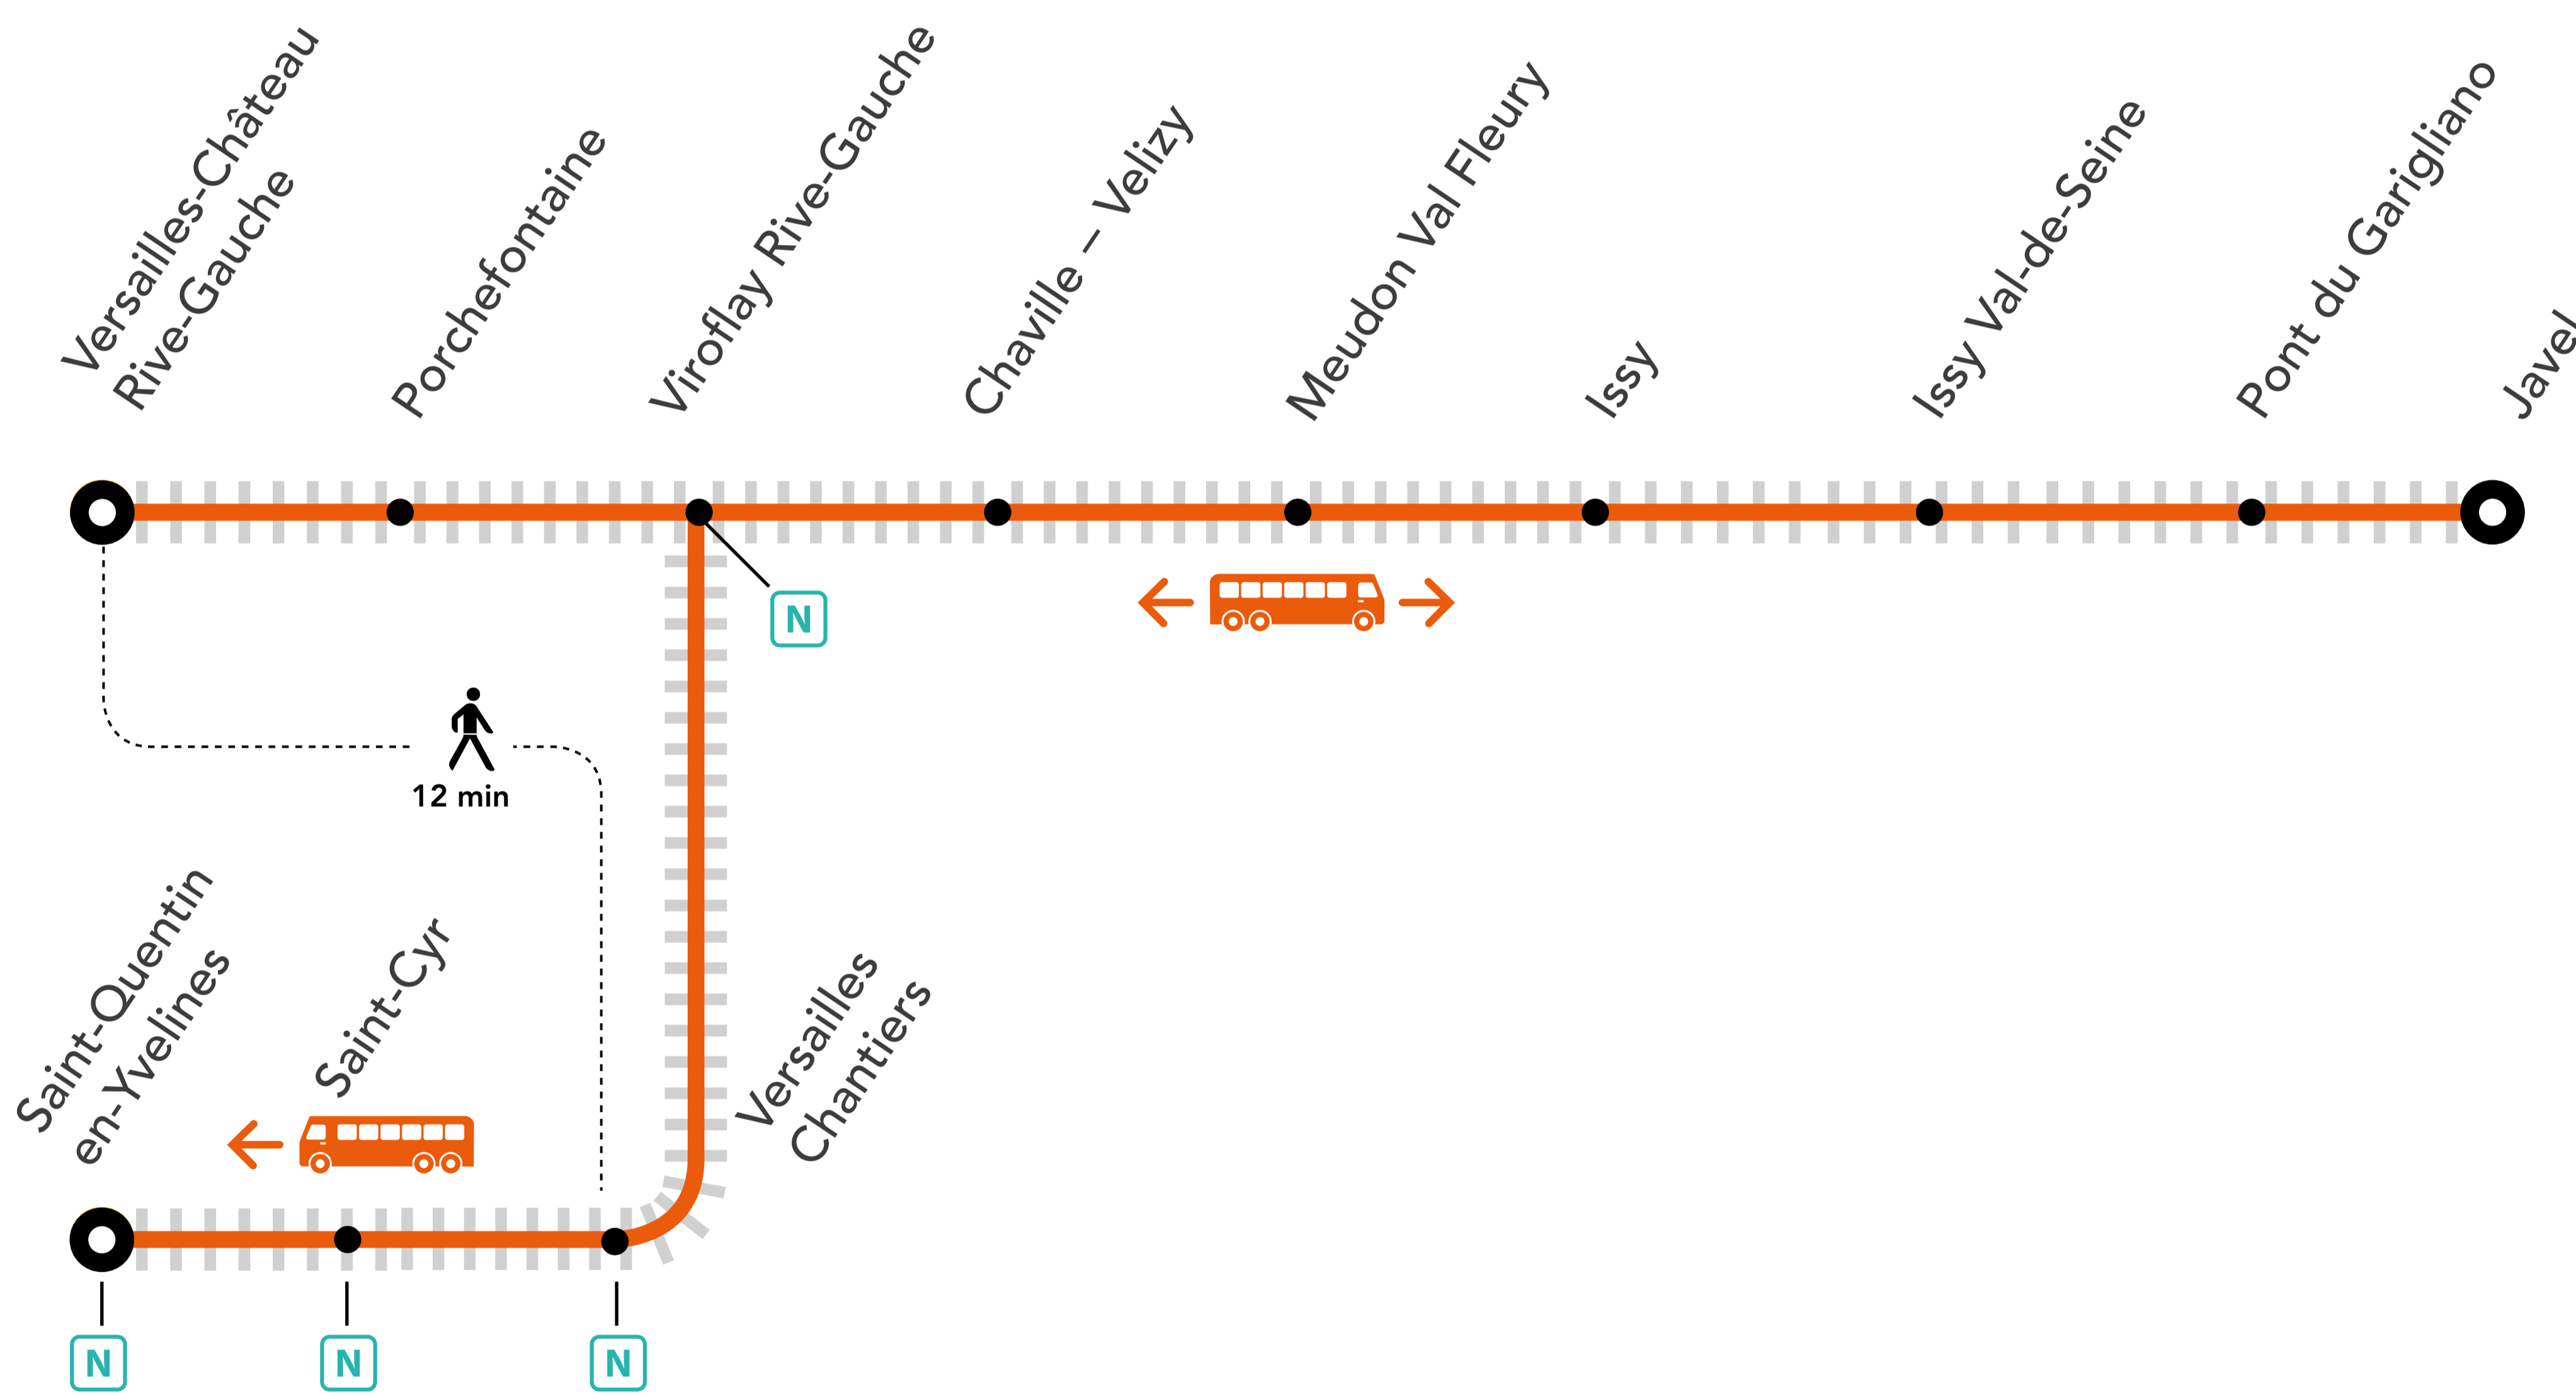 Versailles-Château
Rive-Gauche
Porchefontaine
Viroflay Rive-Gauche
Chaville – Velizy
Meudon Val Fleury
Issy
Issy Val-de-Seine
Pont du Garigliano
Javel
N
12 min
Saint-Quentin
en-Yvelines
Saint-Cyr
Versailles
Chantiers
N
N
N